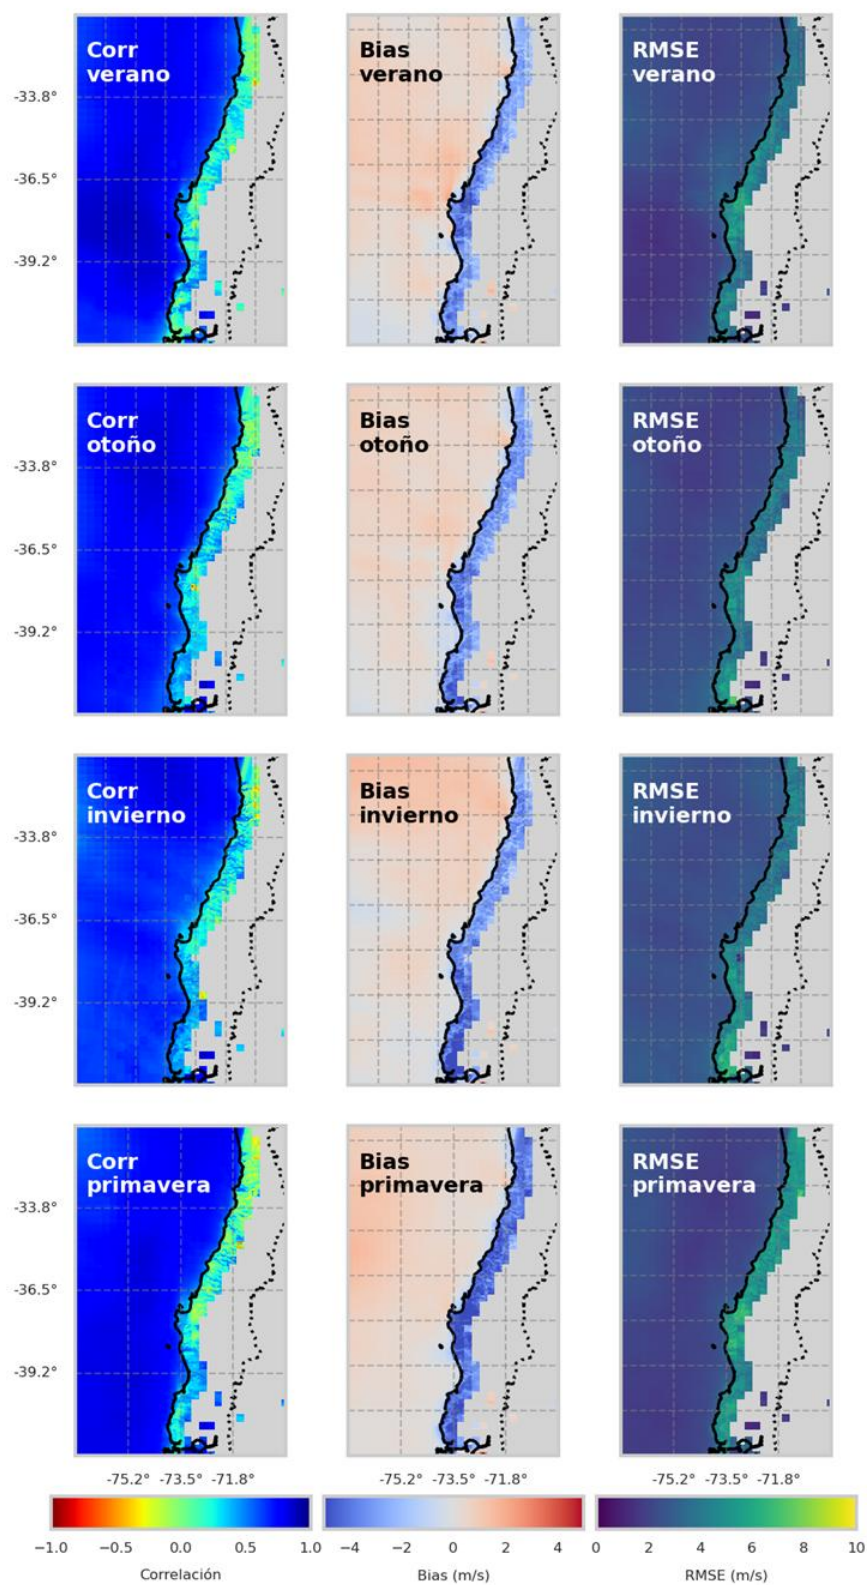 Corr
verano
Bias
verano
RMSE
verano
-33.8°
-36.5°
-39.2°
Corr
otoño
Bias
otoño
RMSE
otoño
-33.8°
-36.5°
-39.2°
Corr
invierno
Bias
invierno
RMSE
invierno
-33.8°
-36.5°
-39.2°
Corr
primavera
Bias
primavera
RMSE
primavera
-33.8°
-36.5°
-39.2°
-75.2° -73.5° -71.8°
-75.2° -73.5° -71.8°
-75.2° -73.5° -71.8°
−1.0 −0.5 0.0 0.5 1.0
Correlación
−4 −2 0 2 4
Bias (m/s)
0 2 4 6 8 10
RMSE (m/s)